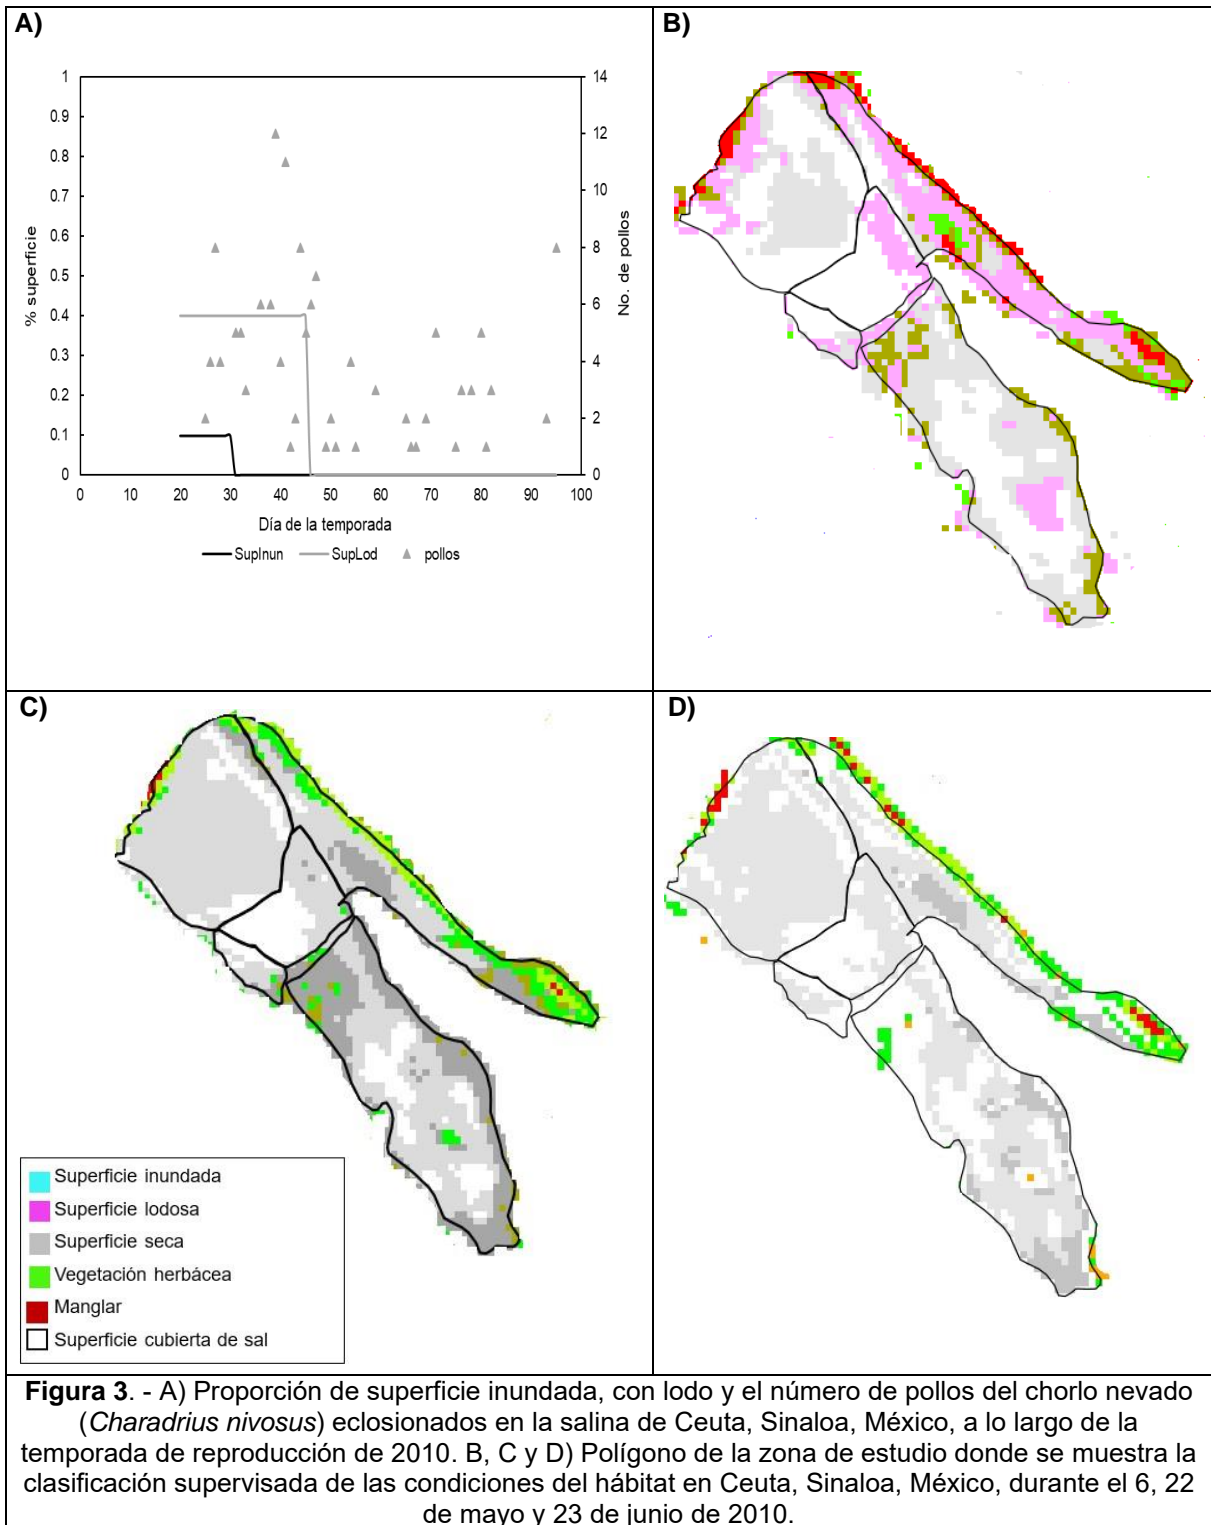 A)
1
0.9
0.8
0.7
0.6
0.5
0.4
0.3
0.2
0.1
0
% superficie
14
12
10
8
6
4
2
0
No. de pollos
0 10 20 30 40 50 60 70 80 90 100
Día de la temporada
SupInun SupLod pollos
B)
C)
Superficie inundada
Superficie lodosa
Superficie seca
Vegetación herbácea
Manglar
Superficie cubierta de sal
D)
Figura 3. - A) Proporción de superficie inundada, con lodo y el número de pollos del chorlo nevado
(Charadrius nivosus) eclosionados en la salina de Ceuta, Sinaloa, México, a lo largo de la
temporada de reproducción de 2010. B, C y D) Polígono de la zona de estudio donde se muestra la
clasificación supervisada de las condiciones del hábitat en Ceuta, Sinaloa, México, durante el 6, 22
de mayo y 23 de junio de 2010.